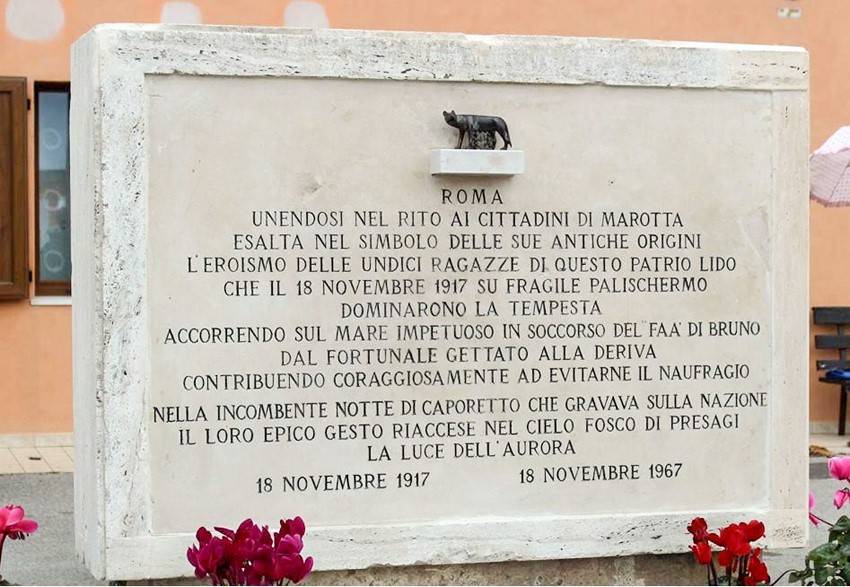 ROMA
UNENDOSI NEL RITO AI CITTADINI DI MAROTTA
ESALTA NEL SIMBOLO DELLE SUE ANTICHE ORIGINI
L'EROISMO DELLE UNDICI RAGAZZE DI QUESTO PATRIO LIDO
CHE IL 18 NOVEMBRE 1917 SU FRAGILE PALISCHERMO
DOMINARONO LA TEMPESTA
ACCORRENDO SUL MARE IMPETUOSO IN SOCCORSO DEL "FAA' DI BRUNO
DAL FORTUNALE GETTATO ALLA DERIVA
CONTRIBUENDO CORAGGIOSAMENTE AD EVITARNE IL NAUFRAGIO
NELLA INCOMBENTE NOTTE DI CAPORETTO CHE GRAVAVA SULLA NAZIONE
IL LORO EPICO GESTO RIACCESE NEL CIELO FOSCO DI PRESAGI
LA LUCE DELL'AURORA
18 NOVEMBRE 1917 18 NOVEMBRE 1967